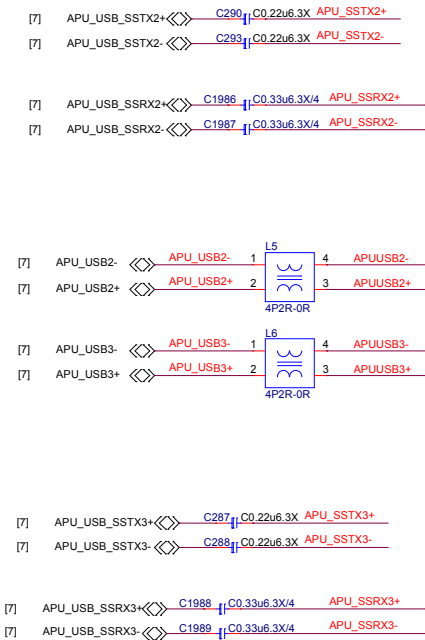 [7] APU_USB_SSTX2+ C290 C0.22u6.3X APU_SSTX2+
[7] APU_USB_SSTX2- C293 C0.22u6.3X APU_SSTX2-
[7] APU_USB_SSRX2+ C1986 C0.33u6.3X/4 APU_SSRX2+
[7] APU_USB_SSRX2- C1987 C0.33u6.3X/4 APU_SSRX2-
L5
[7] APU_USB2- APU_USB2- 1 4 APUUSB2-
[7] APU_USB2+ APU_USB2+ 2 3 APUUSB2+
4P2R-0R
L6
[7] APU_USB3- APU_USB3- 1 4 APUUSB3-
[7] APU_USB3+ APU_USB3+ 2 3 APUUSB3+
4P2R-0R
[7] APU_USB_SSTX3+ C287 C0.22u6.3X APU_SSTX3+
[7] APU_USB_SSTX3- C288 C0.22u6.3X APU_SSTX3-
[7] APU_USB_SSRX3+ C1988 C0.33u6.3X/4 APU_SSRX3+
[7] APU_USB_SSRX3- C1989 C0.33u6.3X/4 APU_SSRX3-